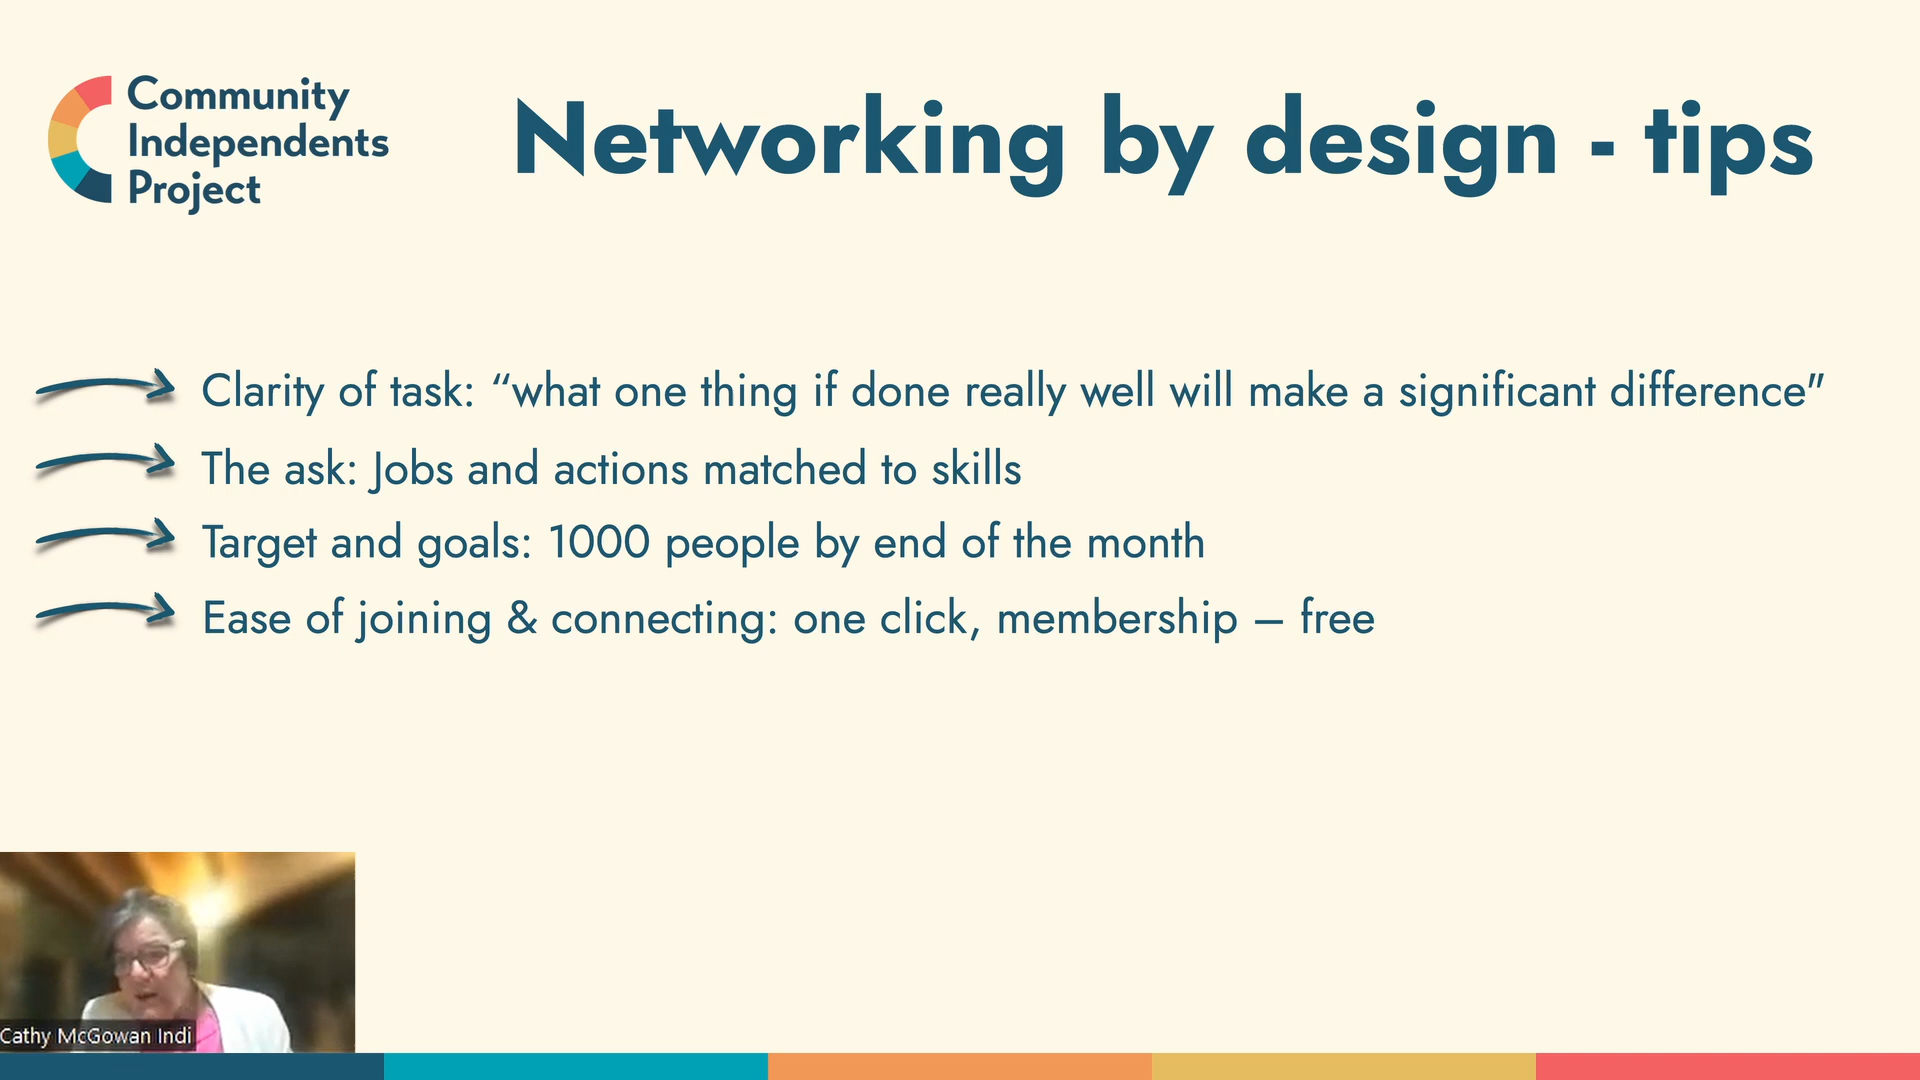 Community
Independents
Project
Networking by design - tips
Clarity of task: “what one thing if done really well will make a significant difference"
The ask: Jobs and actions matched to skills
Target and goals: 1000 people by end of the month
Ease of joining & connecting: one click, membership – free
Cathy McGowan Indi